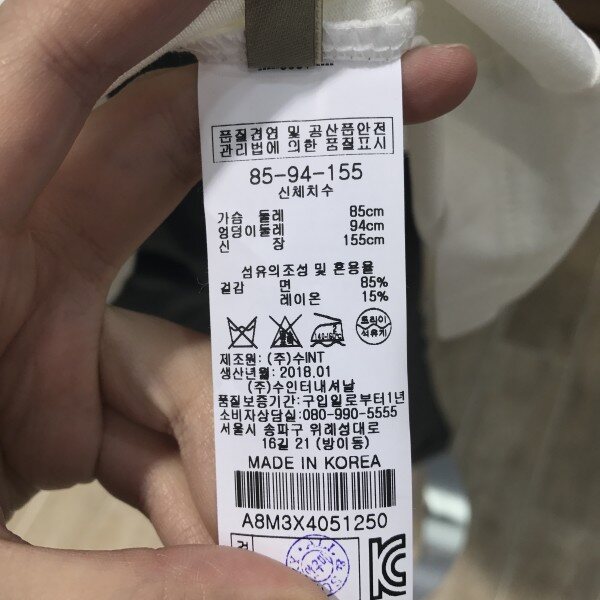 품질경영 및 공산품안전
관리법에 의한 품질표시
85-94-155
신체치수
가슴 둘레 85cm
엉덩이둘레 94cm
신 장 155cm
섬유의조성 및 혼용율
겉감 면 85%
레이온 15%
드라이
석유계
제조원: (주)수INT
생산년월: 2018.01
(주)수인터내셔날
품질보증기간: 구입일로부터1년
소비자상담실:080-990-5555
서울시 송파구 위례성대로
16길 21 (방이동)
MADE IN KOREA
A8M3X4051250